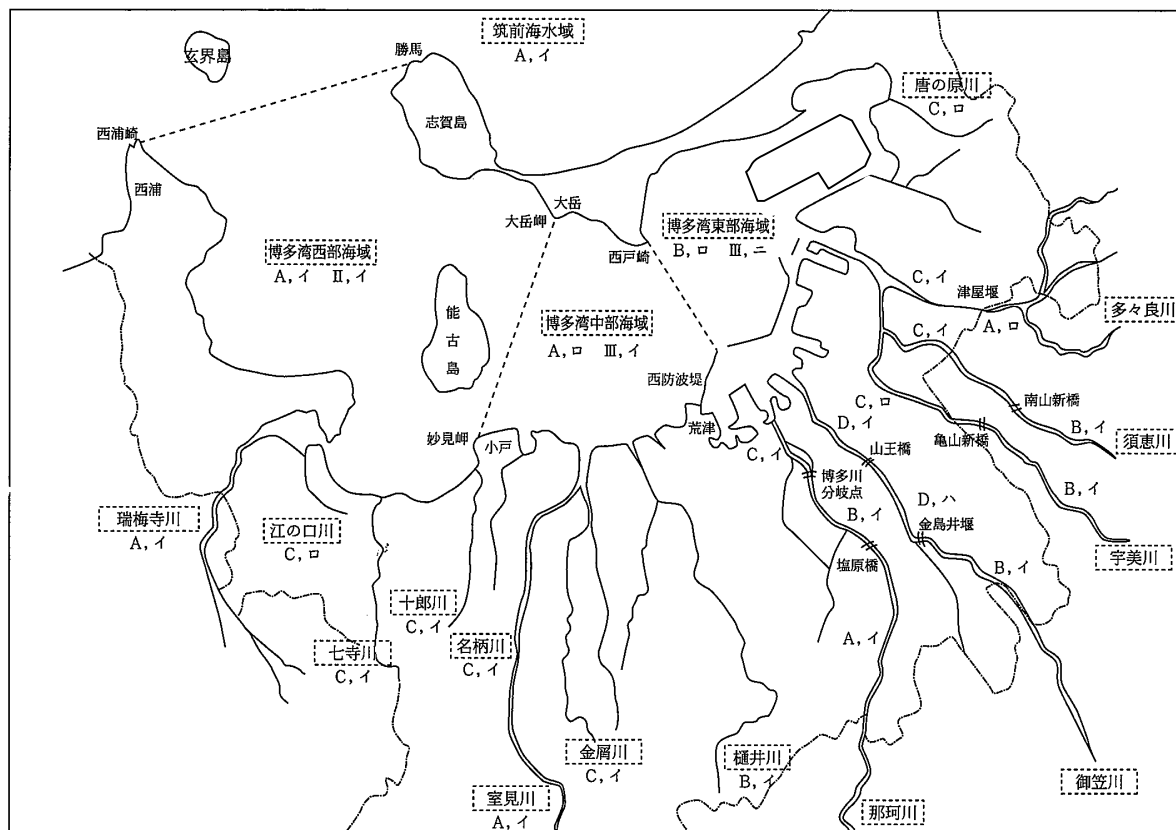 筑前海水域
A, イ
玄界島
勝馬
唐の原川
C, ロ
志賀島
西浦崎
西浦
大岳
大岳岬
博多湾東部海域
B, ロ Ⅲ, ニ
西戸崎
博多湾西部海域
A, イ Ⅱ, イ
C, イ
津屋堰
多々良川
A, ロ
能古島
博多湾中部海域
A, ロ Ⅲ, イ
C, イ
西防波堤
C, ロ
南山新橋
荒津
D, イ
B, イ
亀山新橋
須恵川
妙見岬
小戸
C, イ
山王橋
博多川
分岐点
B, イ
D, ハ
B, イ
瑞梅寺川
A, イ
江の口川
C, ロ
金島井堰
宇美川
塩原橋
B, イ
十郎川
C, イ
七寺川
C, イ
名柄川
C, イ
A, イ
金屑川
C, イ
樋井川
B, イ
御笠川
室見川
A, イ
那珂川